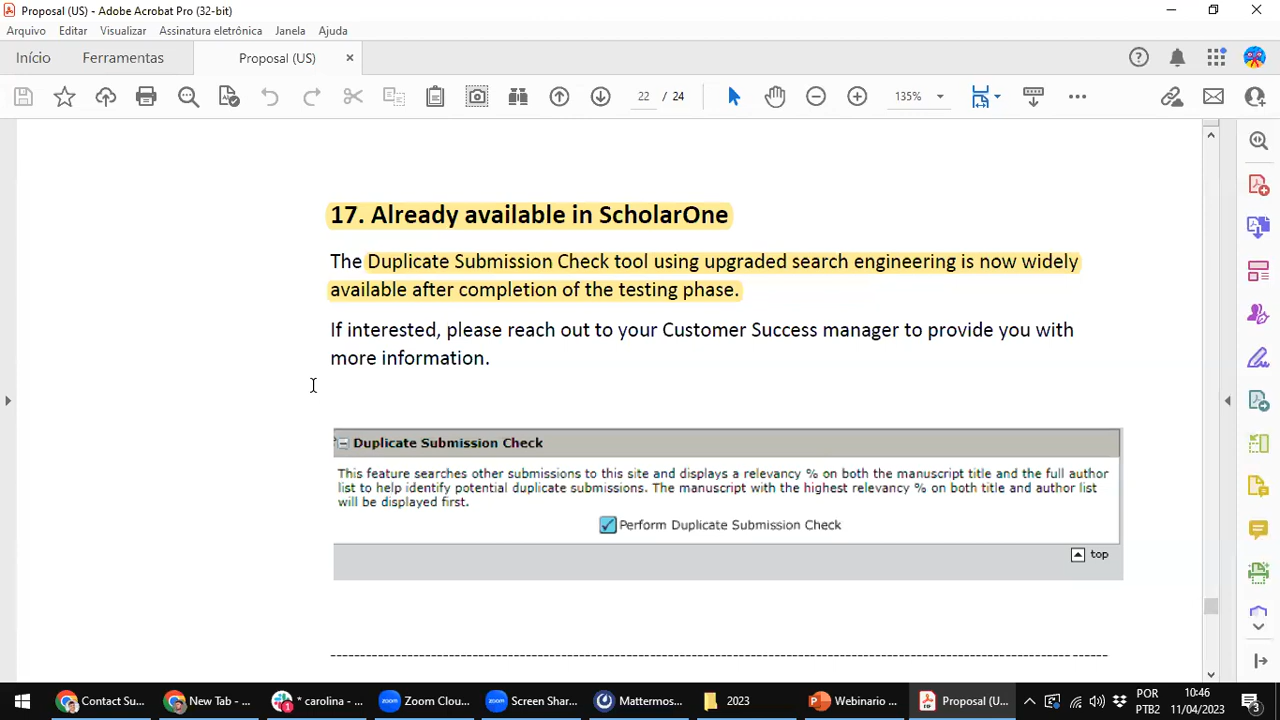 Proposal (US) - Adobe Acrobat Pro (32-bit)
Arquivo Editar Visualizar Assinatura eletrônica Janela Ajuda
Início Ferramentas Proposal (US)
22 / 24 135%
17. Already available in ScholarOne
The Duplicate Submission Check tool using upgraded search engineering is now widely
available after completion of the testing phase.
If interested, please reach out to your Customer Success manager to provide you with
more information.
Duplicate Submission Check
This feature searches other submissions to this site and displays a relevancy % on both the manuscript title and the full author
list to help identify potential duplicate submissions. The manuscript with the highest relevancy % on both title and author list
will be displayed first.
Perform Duplicate Submission Check
top
------------------------------------------------------------------------------------------------------------------------------------
Contact Su... New Tab - ... * carolina - ... Zoom Clou... Screen Shar... Mattermos... 2023 Webinario ... Proposal (U... POR 10:46
PTB2 11/04/2023 3